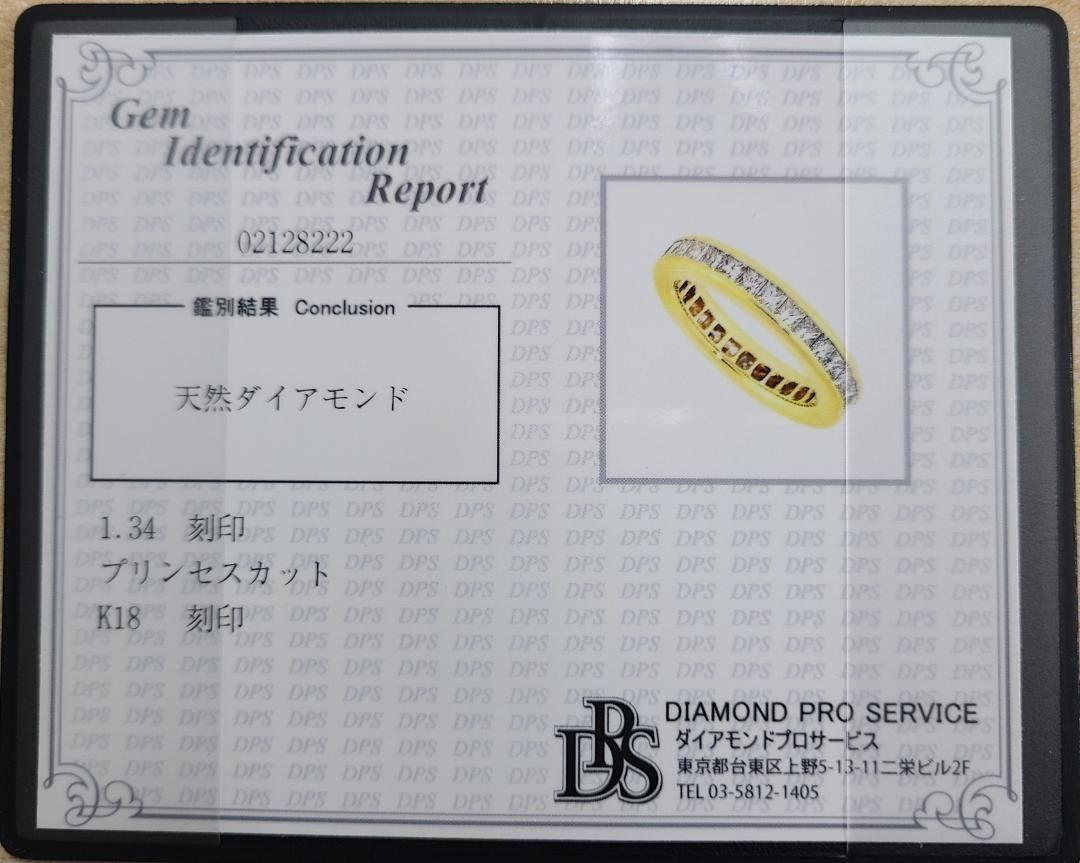 Gem
Identification
Report
02128222
鑑別結果 Conclusion
天然ダイアモンド
1.34 刻印
プリンセスカット
K18 刻印
DPS
DIAMOND PRO SERVICE
ダイアモンドプロサービス
東京都台東区上野5-13-11二栄ビル2F
TEL 03-5812-1405